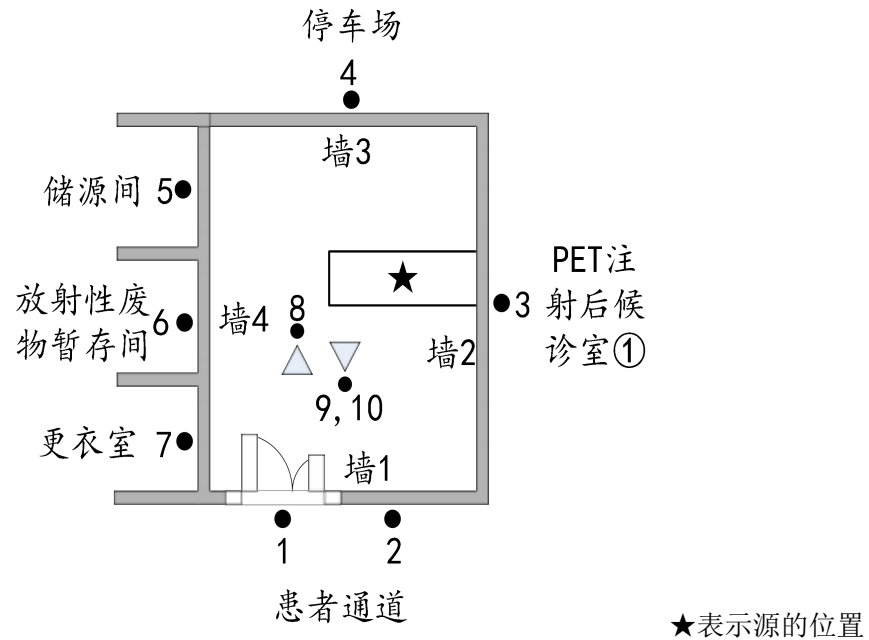 停车场
4
墙3
储源间 5
PET注
射后候
诊室①
3
放射性废
物暂存间
6
墙4
8
墙2
9,10
更衣室 7
墙1
1
2
患者通道
★表示源的位置